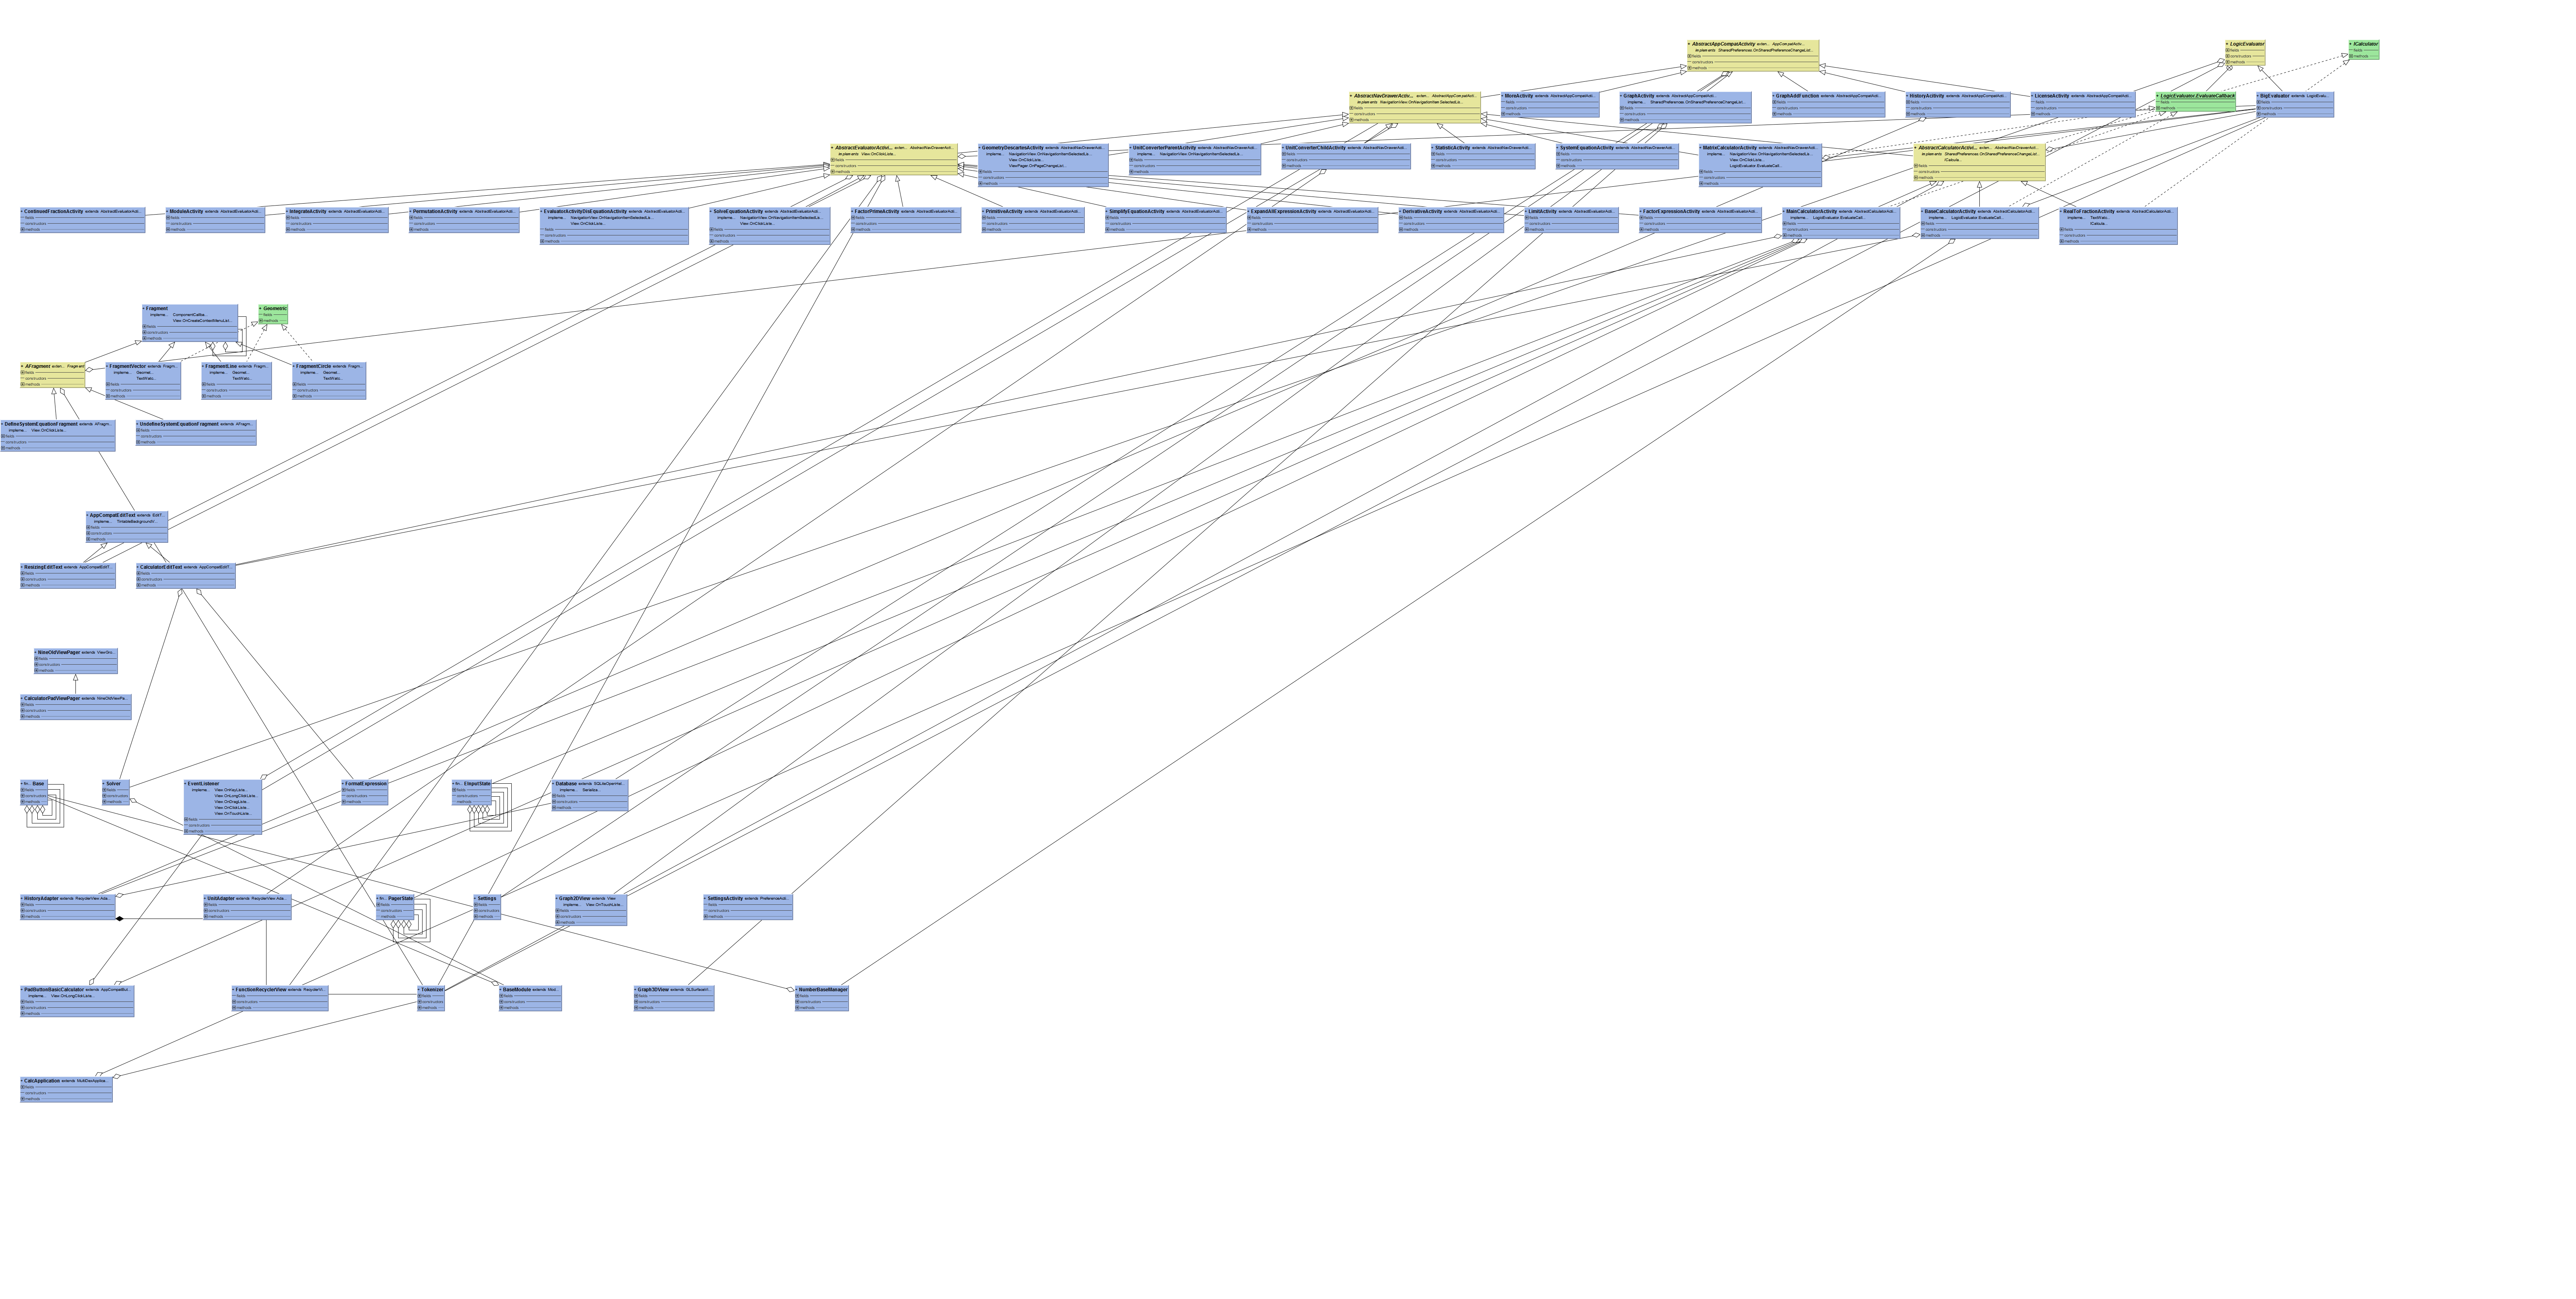 AbstractAppCompatActivity exten... AppCompatActiv...
implements SharedPreferences.OnSharedPreferenceChangeList...
fields
constructors
methods
LogicEvaluator
fields
constructors
methods
ICalculator
fields
methods
AbstractNavDrawerActiv... exten... AbstractAppCompatActi...
implements NavigationView.OnNavigationItemSelectedLis...
fields
constructors
methods
MoreActivity extends AbstractAppCompatActi...
fields
constructors
methods
GraphActivity extends AbstractAppCompatActi...
impleme... SharedPreferences.OnSharedPreferenceChangeList...
fields
constructors
methods
GraphAddFunction extends AbstractAppCompatActi...
fields
constructors
methods
HistoryActivity extends AbstractAppCompatActi...
fields
constructors
methods
LicenseActivity extends AbstractAppCompatActi...
fields
constructors
methods
LogicEvaluator.EvaluateCallback
fields
methods
BigEvaluator extends LogicEvalu...
fields
constructors
methods
AbstractEvaluatorActivi... exten... AbstractNavDrawerActi...
implements View.OnClickListe...
fields
constructors
methods
GeometryDescartesActivity extends AbstractNavDrawerActi...
impleme... NavigationView.OnNavigationItemSelectedLis...
View.OnClickListe...
ViewPager.OnPageChangeList...
fields
constructors
methods
UnitConverterParentActivity extends AbstractNavDrawerActi...
impleme... NavigationView.OnNavigationItemSelectedLis...
fields
constructors
methods
UnitConverterChildActivity extends AbstractNavDrawerActi...
fields
constructors
methods
StatisticActivity extends AbstractNavDrawerActi...
fields
constructors
methods
SystemEquationActivity extends AbstractNavDrawerActi...
fields
constructors
methods
MatrixCalculatorActivity extends AbstractNavDrawerActi...
impleme... NavigationView.OnNavigationItemSelectedLis...
View.OnClickListe...
LogicEvaluator.EvaluateCall...
fields
constructors
methods
AbstractCalculatorActivi... exten... AbstractNavDrawerActi...
implements SharedPreferences.OnSharedPreferenceChangeList...
ICalcula...
fields
constructors
methods
ContinuedFractionActivity extends AbstractEvaluatorActi...
fields
constructors
methods
ModuleActivity extends AbstractEvaluatorActi...
fields
constructors
methods
IntegrateActivity extends AbstractEvaluatorActi...
fields
constructors
methods
PermutationActivity extends AbstractEvaluatorActi...
fields
constructors
methods
EvaluatorActivityDisEquationActivity extends AbstractEvaluatorActi...
impleme... NavigationView.OnNavigationItemSelectedLis...
View.OnClickListe...
fields
constructors
methods
SolveEquationActivity extends AbstractEvaluatorActi...
impleme... NavigationView.OnNavigationItemSelectedLis...
View.OnClickListe...
fields
constructors
methods
FactorPrimeActivity extends AbstractEvaluatorActi...
fields
constructors
methods
PrimitiveActivity extends AbstractEvaluatorActi...
fields
constructors
methods
SimplifyEquationActivity extends AbstractEvaluatorActi...
fields
constructors
methods
ExpandAllExpressionActivity extends AbstractEvaluatorActi...
fields
constructors
methods
DerivativeActivity extends AbstractEvaluatorActi...
fields
constructors
methods
LimitActivity extends AbstractEvaluatorActi...
fields
constructors
methods
FactorExpressionActivity extends AbstractEvaluatorActi...
fields
constructors
methods
MainCalculatorActivity extends AbstractCalculatorActi...
impleme... LogicEvaluator.EvaluateCall...
fields
constructors
methods
BaseCalculatorActivity extends AbstractCalculatorActi...
impleme... LogicEvaluator.EvaluateCall...
fields
constructors
methods
RealToFractionActivity extends AbstractCalculatorActi...
impleme... TextWatc...
ICalcula...
fields
constructors
methods
Fragment
impleme... ComponentCallba...
View.OnCreateContextMenuList...
fields
constructors
methods
Geometric
fields
methods
AFragment exten... Fragment
fields
constructors
methods
FragmentVector extends Fragm...
impleme... Geomet...
TextWatc...
fields
constructors
methods
FragmentLine extends Fragm...
impleme... Geomet...
TextWatc...
fields
constructors
methods
FragmentCircle extends Fragm...
impleme... Geomet...
TextWatc...
fields
constructors
methods
DefineSystemEquationFragment extends AFragm...
impleme... View.OnClickListe...
fields
constructors
methods
UndefineSystemEquationFragment extends AFragm...
fields
constructors
methods
AppCompatEditText extends EditT...
impleme... TintableBackgroundV...
fields
constructors
methods
ResizingEditText extends AppCompatEditT...
fields
constructors
methods
CalculatorEditText extends AppCompatEditT...
fields
constructors
methods
NineOldViewPager extends ViewGro...
fields
constructors
methods
CalculatorPadViewPager extends NineOldViewPa...
fields
constructors
methods
fin... Base
fields
constructors
methods
Solver
fields
constructors
methods
EventListener
impleme... View.OnKeyListe...
View.OnLongClickListe...
View.OnDragListe...
View.OnClickListe...
View.OnTouchListe...
fields
constructors
methods
FormatExpression
fields
constructors
methods
fin... EInputState
fields
constructors
methods
Database extends SQLiteOpenHel...
impleme... Serializa...
fields
constructors
methods
HistoryAdapter extends RecyclerView.Ada...
fields
constructors
methods
UnitAdapter extends RecyclerView.Ada...
fields
constructors
methods
fin... PagerState
fields
constructors
methods
Settings
fields
constructors
methods
Graph2DView extends View
impleme... View.OnTouchListe...
fields
constructors
methods
SettingsActivity extends PreferenceActi...
fields
constructors
methods
PadButtonBasicCalculator extends AppCompatBut...
impleme... View.OnLongClickListe...
fields
constructors
methods
FunctionRecyclerView extends RecyclerVi...
fields
constructors
methods
Tokenizer
fields
constructors
methods
BaseModule extends Mod...
fields
constructors
methods
Graph3DView extends GLSurfaceVi...
fields
constructors
methods
NumberBaseManager
fields
constructors
methods
CalcApplication extends MultiDexApplica...
fields
constructors
methods